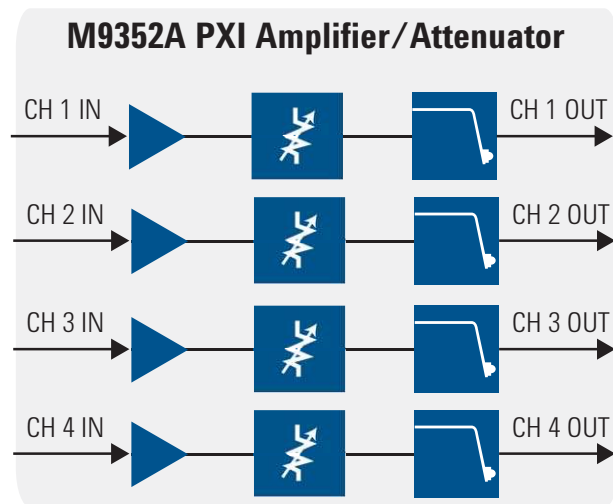 M9352A PXI Amplifier/Attenuator
CH 1 IN
CH 1 OUT
CH 2 IN
CH 2 OUT
CH 3 IN
CH 3 OUT
CH 4 IN
CH 4 OUT